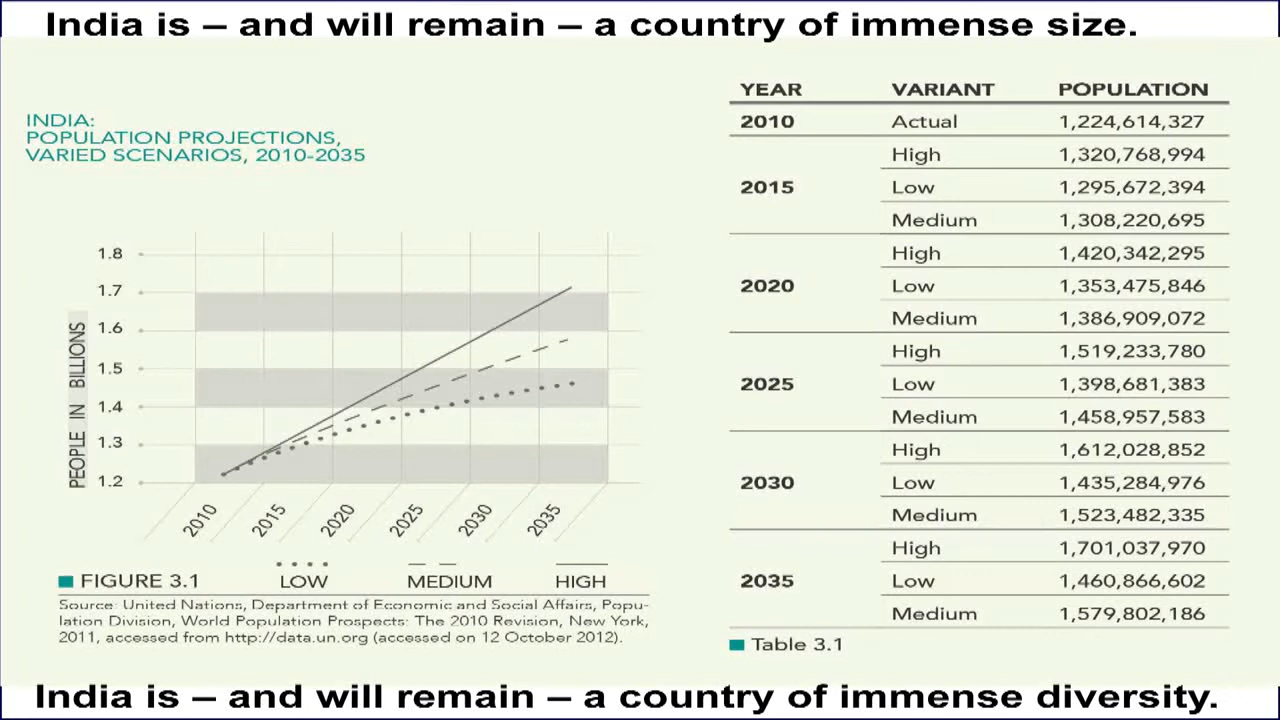 India is – and will remain – a country of immense size.
INDIA:
POPULATION PROJECTIONS,
VARIED SCENARIOS, 2010-2035
PEOPLE IN BILLIONS
1.8
1.7
1.6
1.5
1.4
1.3
1.2
2010 2015 2020 2025 2030 2035
FIGURE 3.1 LOW MEDIUM HIGH
Source: United Nations, Department of Economic and Social Affairs, Popu-
lation Division, World Population Prospects: The 2010 Revision, New York,
2011, accessed from http://data.un.org (accessed on 12 October 2012).
YEAR VARIANT POPULATION
2010 Actual 1,224,614,327
High 1,320,768,994
2015 Low 1,295,672,394
Medium 1,308,220,695
High 1,420,342,295
2020 Low 1,353,475,846
Medium 1,386,909,072
High 1,519,233,780
2025 Low 1,398,681,383
Medium 1,458,957,583
High 1,612,028,852
2030 Low 1,435,284,976
Medium 1,523,482,335
High 1,701,037,970
2035 Low 1,460,866,602
Medium 1,579,802,186
Table 3.1
India is – and will remain – a country of immense diversity.